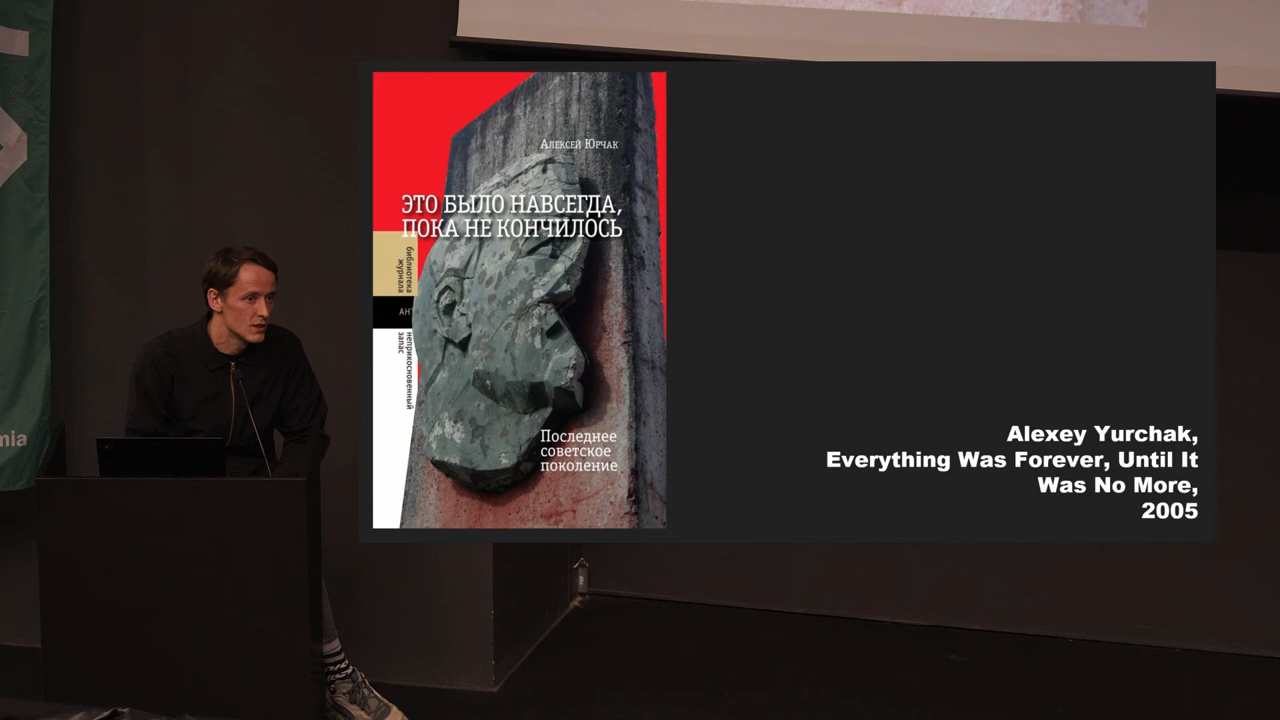 Алексей Юрчак
ЭТО БЫЛО НАВСЕГДА,
ПОКА НЕ КОНЧИЛОСЬ
библиотека
журнала
неприкосновенный
запас
Последнее
советское
поколение
Alexey Yurchak,
Everything Was Forever, Until It
Was No More,
2005